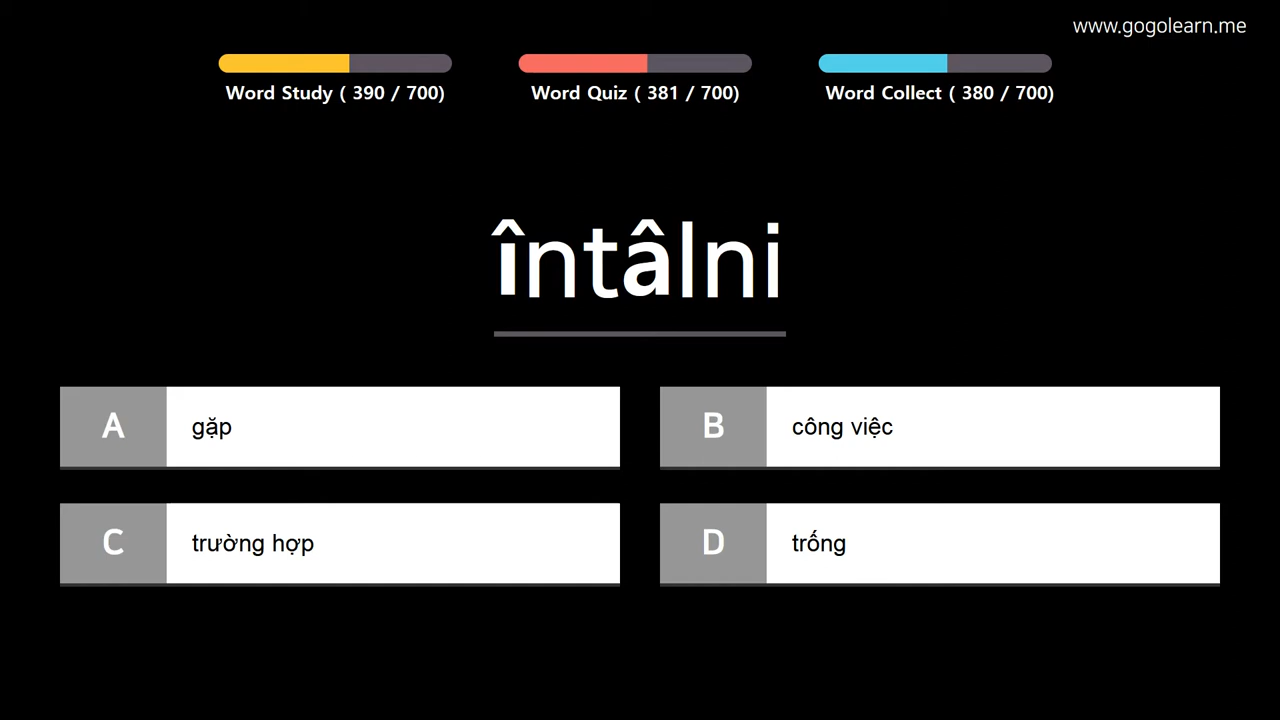 www.gogolearn.me
Word Study ( 390 / 700)
Word Quiz ( 381 / 700)
Word Collect ( 380 / 700)
întâlni
A gặp
B công việc
C trường hợp
D trống